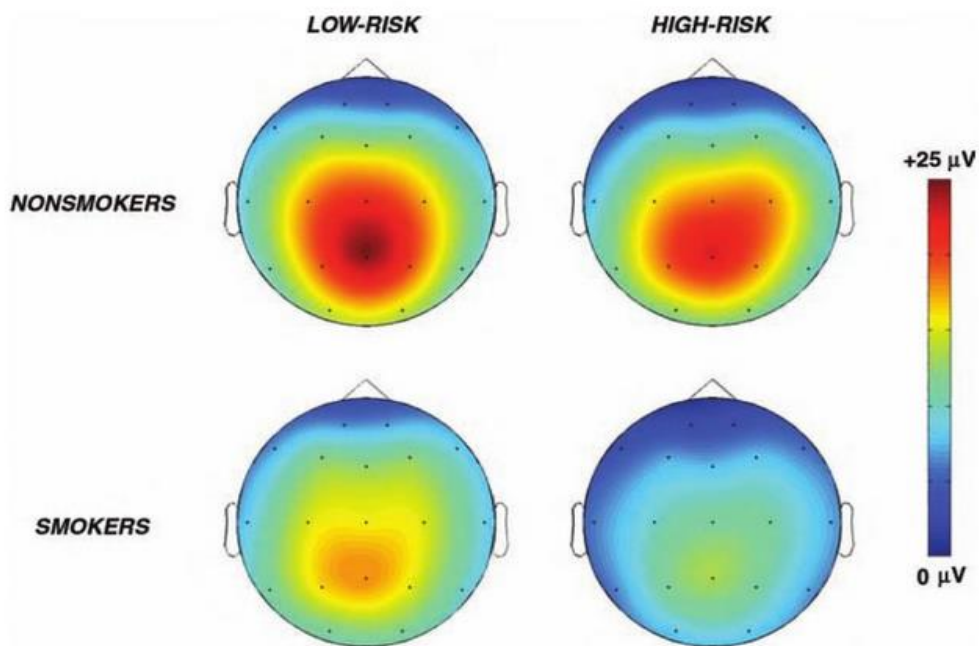 LOW-RISK
HIGH-RISK
+25 μV
NONSMOKERS
SMOKERS
0 μV